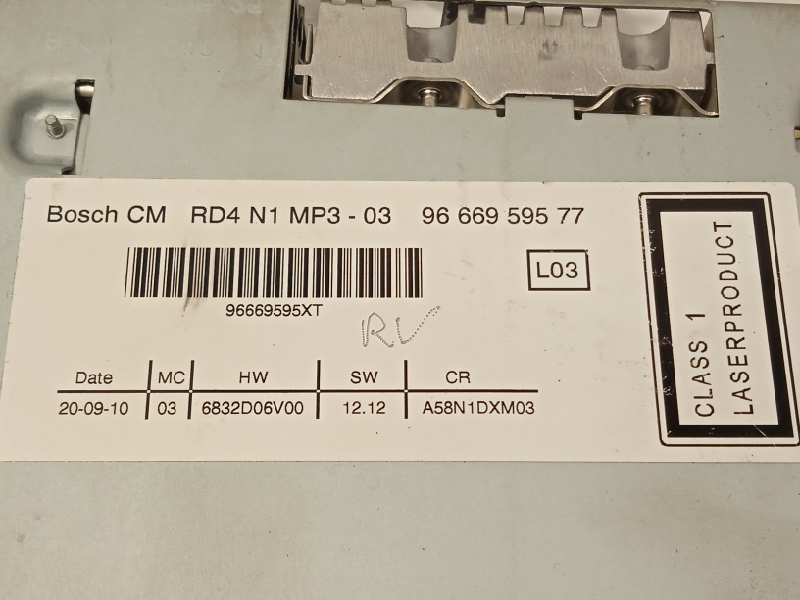 Bosch CM RD4 N1 MP3 - 03 96 669 595 77
L03
96669595XT
RV
Date MC HW SW CR
20-09-10 03 6832D06V00 12.12 A58N1DXM03
CLASS 1
LASERPRODUCT